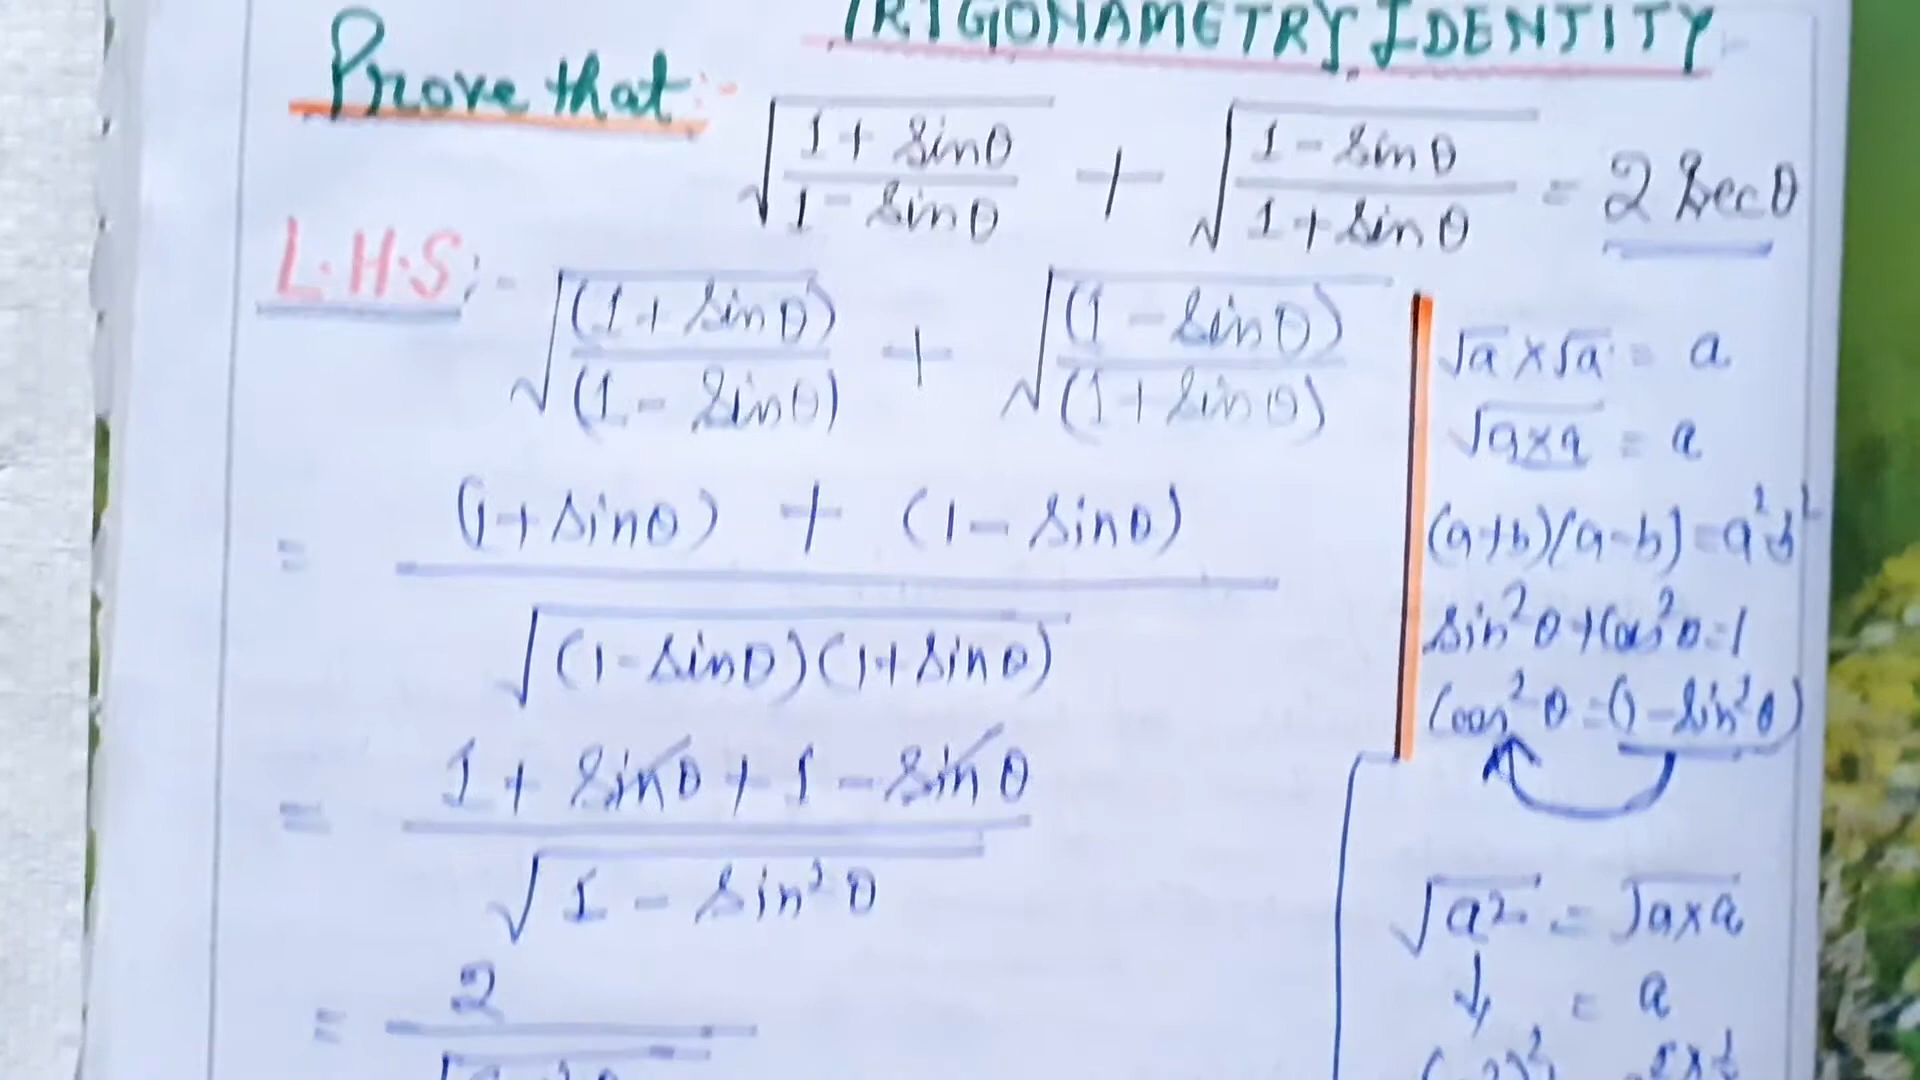 TRIGONAMETRY IDENTITY
Prove that:- √((1 + sinθ)/(1 - sinθ)) + √((1 - sinθ)/(1 + sinθ)) = 2 Secθ
L.H.S:- √((1 + sinθ)/(1 - sinθ)) + √((1 - sinθ)/(1 + sinθ))
= ((1 + sinθ) + (1 - sinθ))/√((1 - sinθ)(1 + sinθ))
= (1 + sinθ + 1 - sinθ)/√(1 - sin²θ)
= 2
√a × √a = a
√(a×a) = a
(a+b)(a-b) = a²-b²
sin²θ + Cos²θ = 1
Cos²θ = (1 - sin²θ)
√a² = √a×a
↓ = a